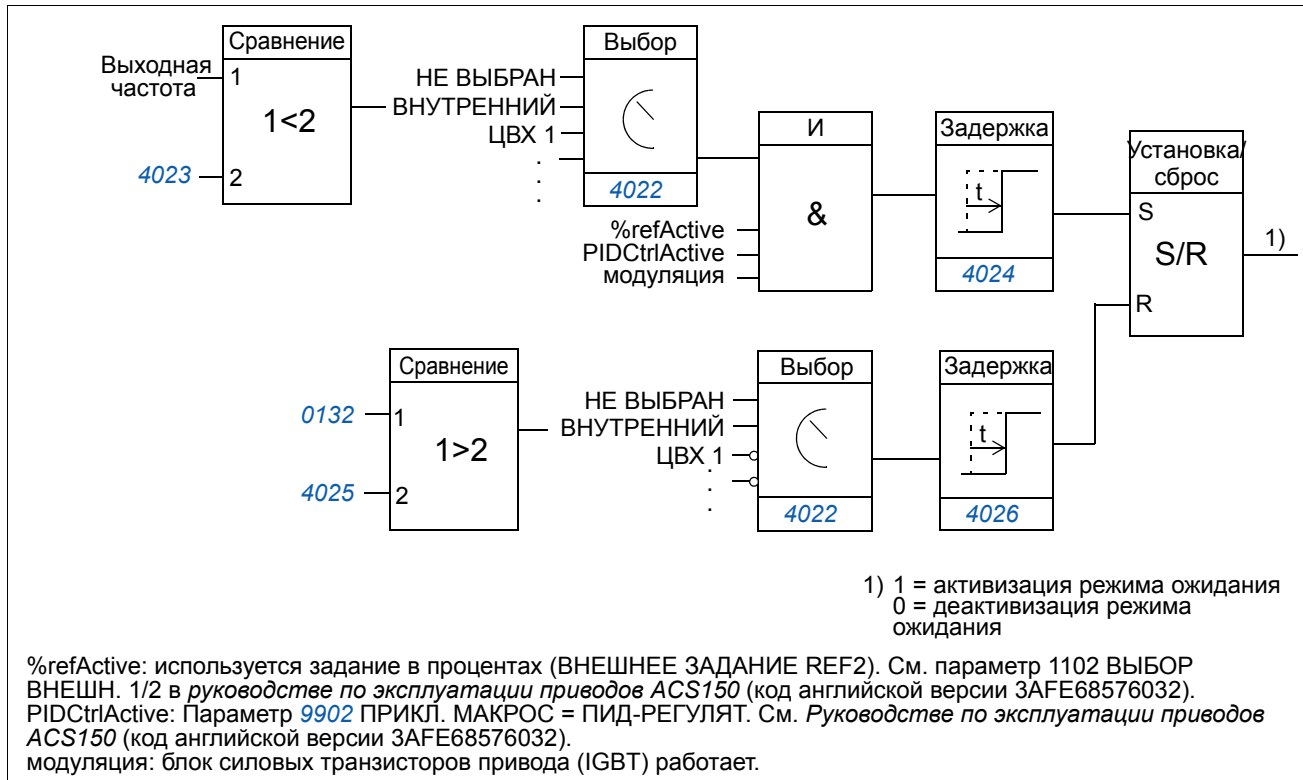 Сравнение
Выходная
частота
1
1<2
4023
2
Выбор
НЕ ВЫБРАН
ВНУТРЕННИЙ
ЦВХ 1
.
.
.
4022
И
&
%refActive
PIDCtrlActive
модуляция
Задержка
t
4024
Установка/
сброс
S
S/R
R
1)
Сравнение
0132
1
1>2
4025
2
Выбор
НЕ ВЫБРАН
ВНУТРЕННИЙ
ЦВХ 1
.
.
.
4022
Задержка
t
4026
1) 1 = активизация режима ожидания
0 = деактивизация режима
ожидания
%refActive: используется задание в процентах (ВНЕШНЕЕ ЗАДАНИЕ REF2). См. параметр 1102 ВЫБОР
ВНЕШН. 1/2 в руководстве по эксплуатации приводов ACS150 (код английской версии 3AFE68576032).
PIDCtrlActive: Параметр 9902 ПРИКЛ. МАКРОС = ПИД-РЕГУЛЯТ. См. Руководстве по эксплуатации приводов
ACS150 (код английской версии 3AFE68576032).
модуляция: блок силовых транзисторов привода (IGBT) работает.